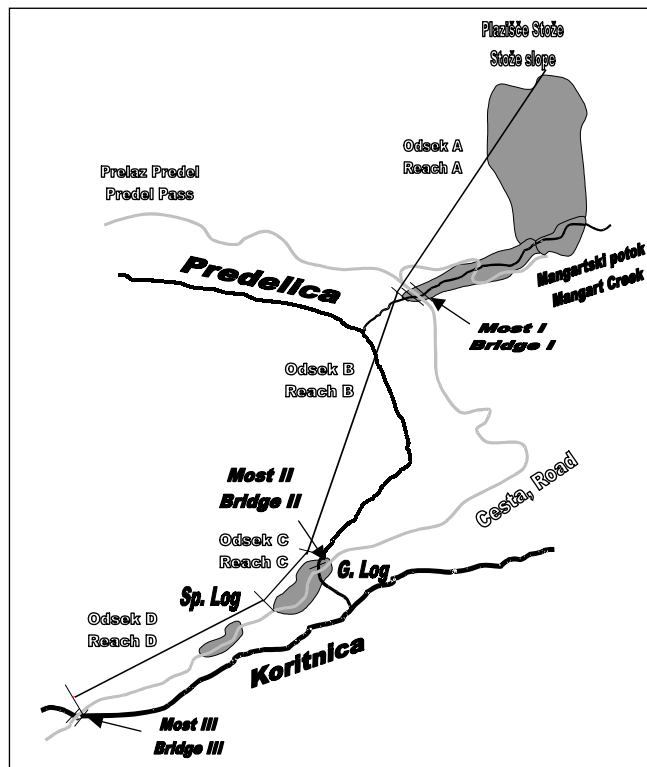 Plazišče Stože
Stože slope
Odsek A
Reach A
Prelaz Predel
Predel Pass
Predelica
Mangartski potok
Mangart Creek
Most I
Bridge I
Odsek B
Reach B
Most II
Bridge II
Cesta, Road
Odsek C
Reach C
G. Log
Sp. Log
Odsek D
Reach D
Koritnica
Most III
Bridge III